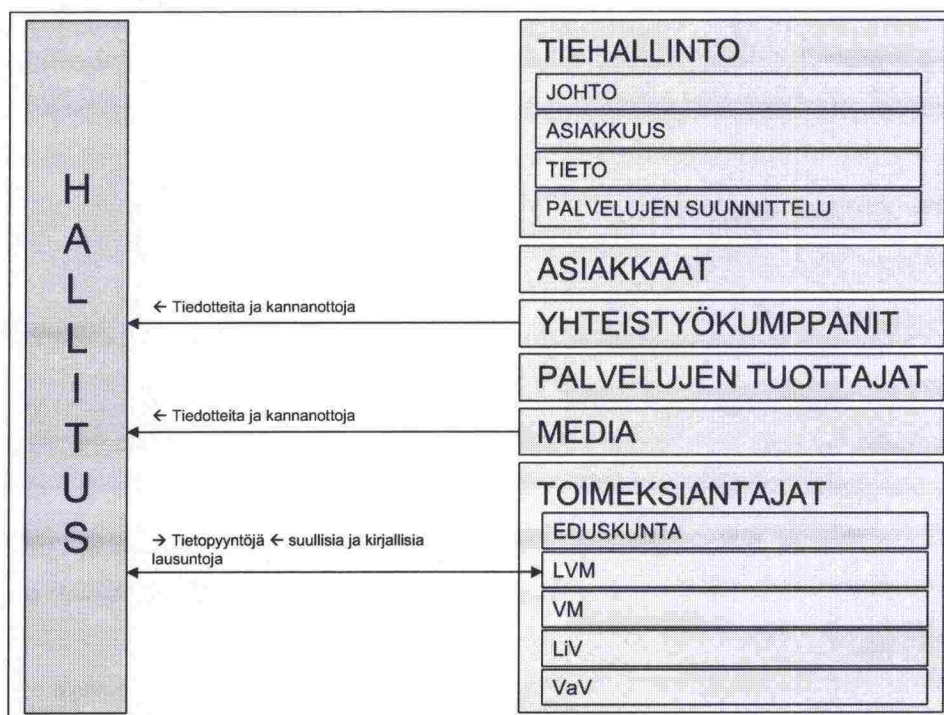 HALLITUS
TIEHALLINTO
JOHTO
ASIAKKUUS
TIETO
PALVELUJEN SUUNNITTELU
ASIAKKAAT
← Tiedotteita ja kannanottoja
YHTEISTYÖKUMPPANIT
PALVELUJEN TUOTTAJAT
← Tiedotteita ja kannanottoja
MEDIA
TOIMEKSIANTAJAT
EDUSKUNTA
→ Tietopyyntöjä ← suullisia ja kirjallisia
lausuntoja
LVM
VM
LiV
VaV